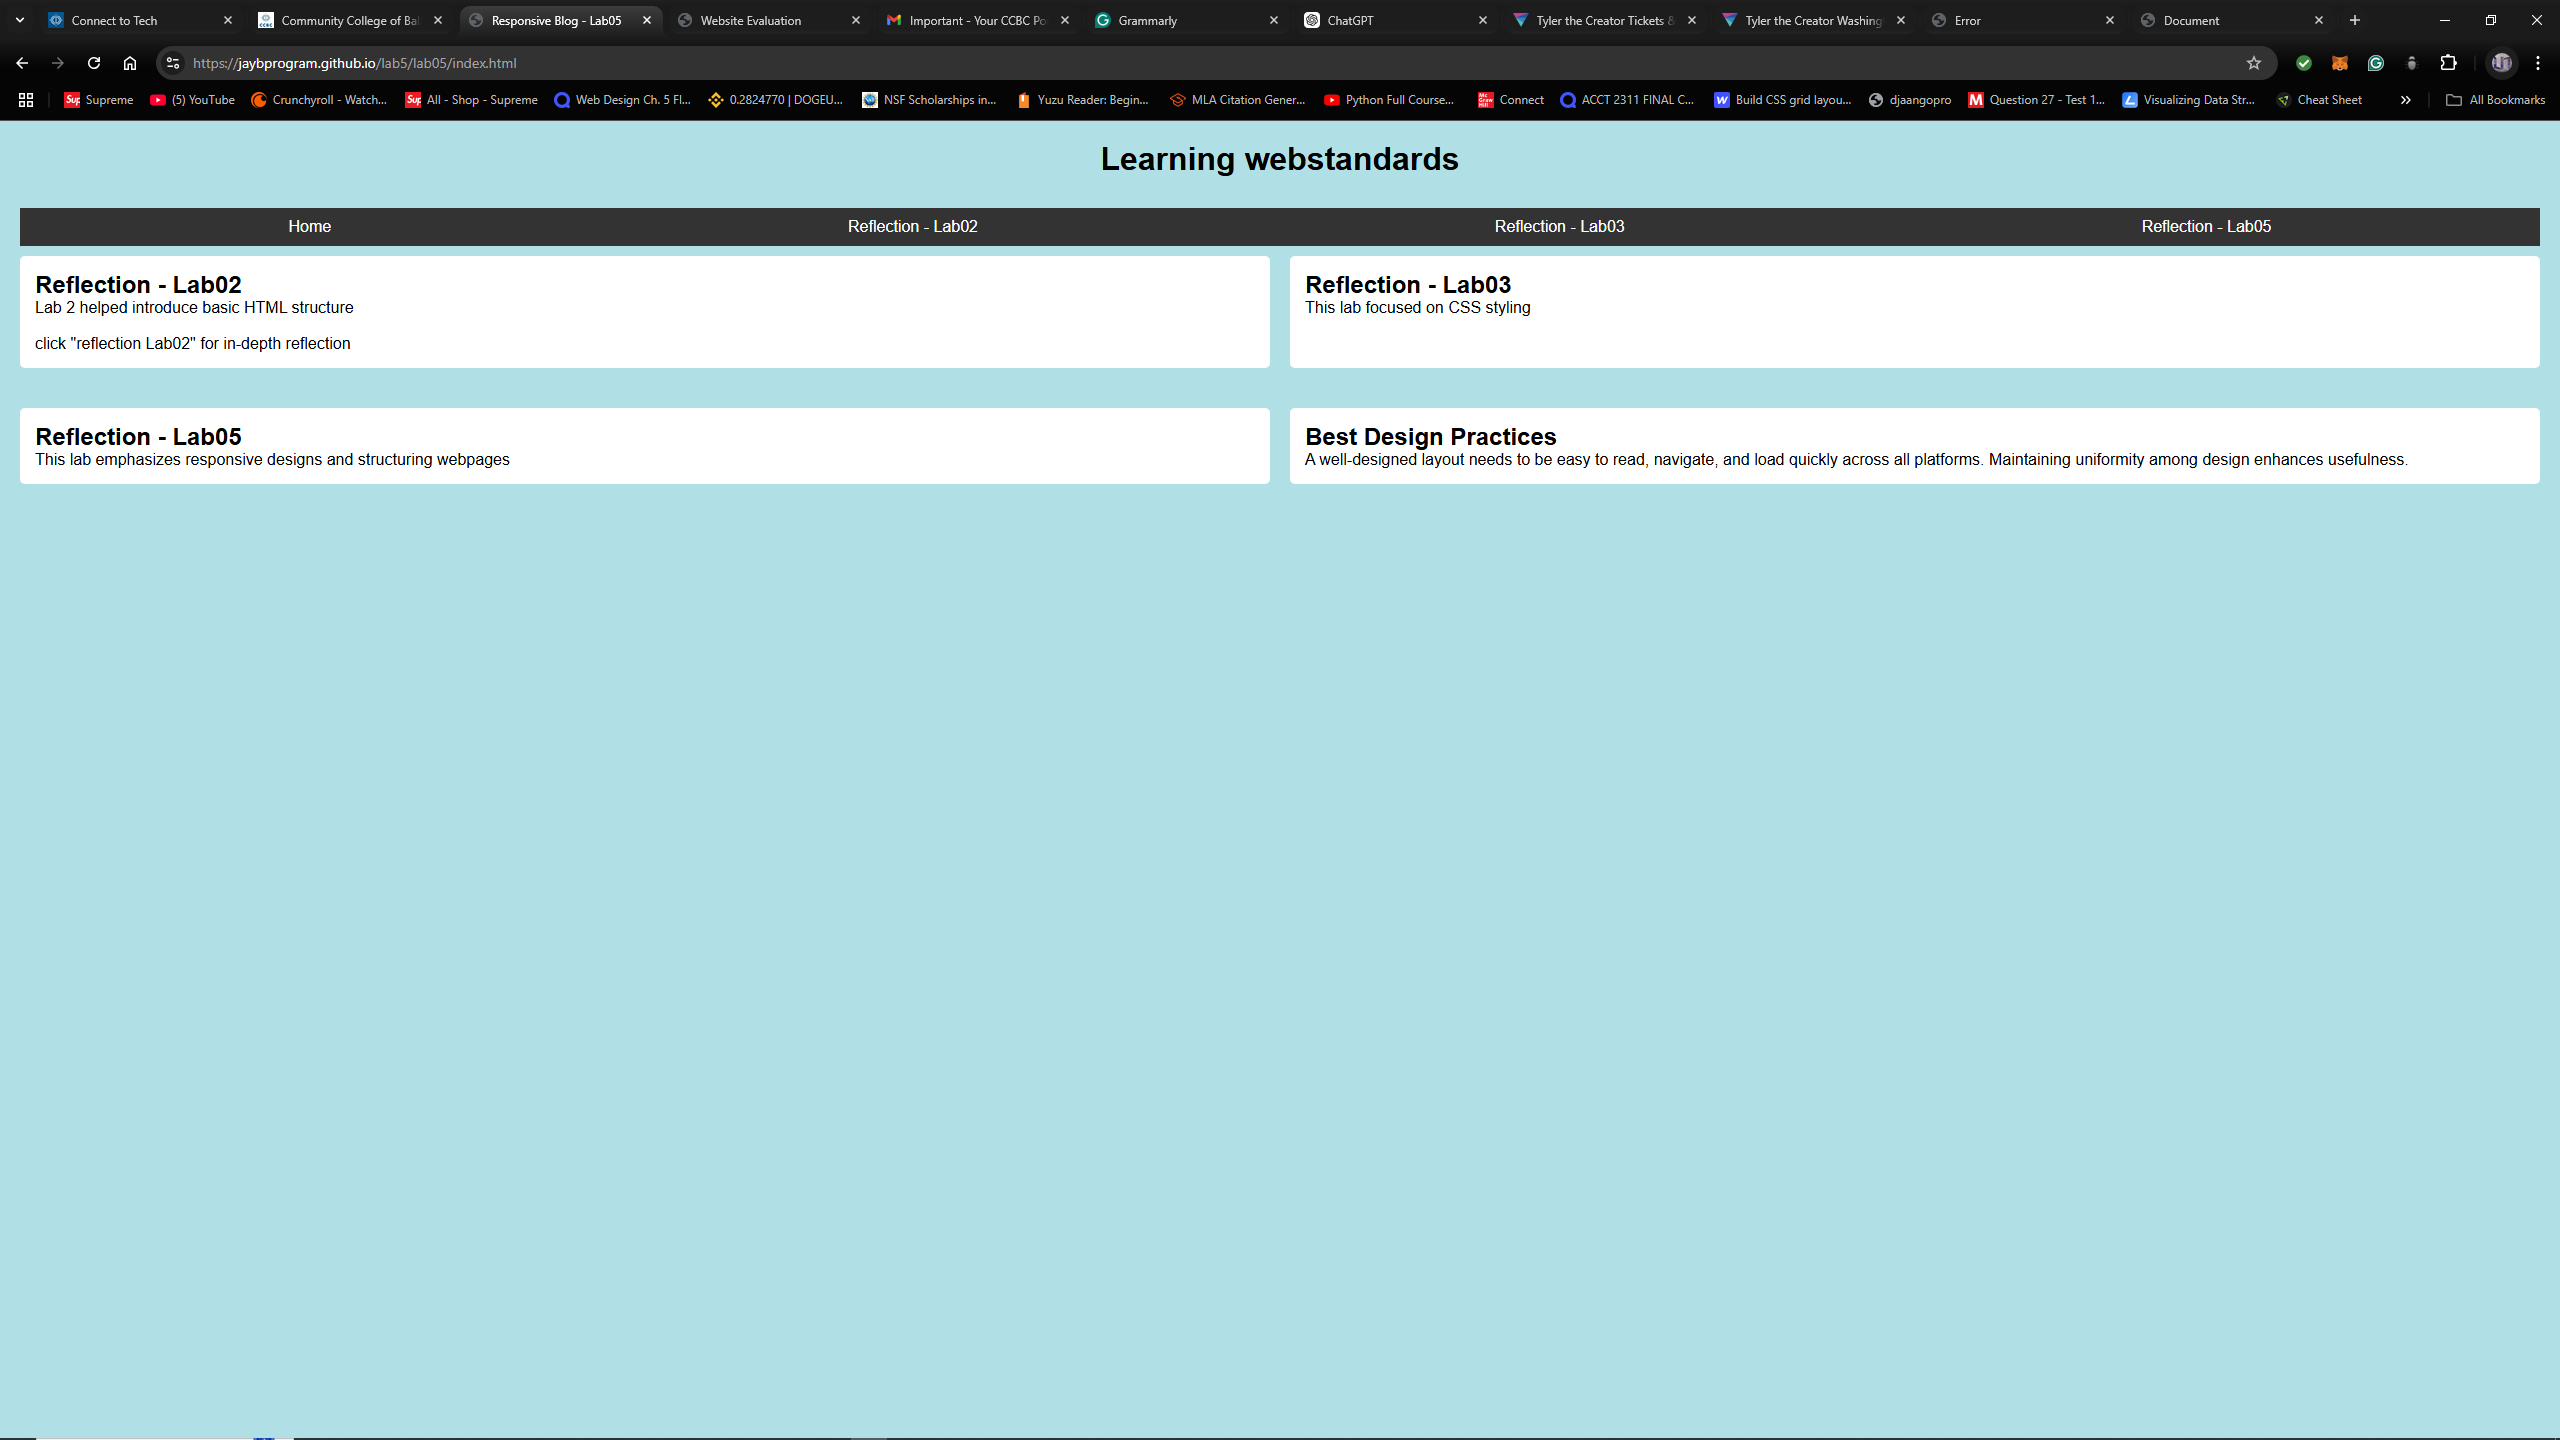 Connect to Tech
Community College of Bal
Responsive Blog - Lab05
Website Evaluation
Important - Your CCBC Po
Grammarly
ChatGPT
Tyler the Creator Tickets &
Tyler the Creator Washing
Error
Document
https://jaybprogram.github.io/lab5/lab05/index.html
Supreme
(5) YouTube
Crunchyroll - Watch...
All - Shop - Supreme
Web Design Ch. 5 Fl...
0.2824770 | DOGEU...
NSF Scholarships in...
Yuzu Reader: Begin...
MLA Citation Gener...
Python Full Course...
Connect
ACCT 2311 FINAL C...
Build CSS grid layou...
djaangopro
Question 27 - Test 1...
Visualizing Data Str...
Cheat Sheet
All Bookmarks
Learning webstandards
Home
Reflection - Lab02
Reflection - Lab03
Reflection - Lab05
Reflection - Lab02
Lab 2 helped introduce basic HTML structure
click "reflection Lab02" for in-depth reflection
Reflection - Lab03
This lab focused on CSS styling
Reflection - Lab05
This lab emphasizes responsive designs and structuring webpages
Best Design Practices
A well-designed layout needs to be easy to read, navigate, and load quickly across all platforms. Maintaining uniformity among design enhances usefulness.